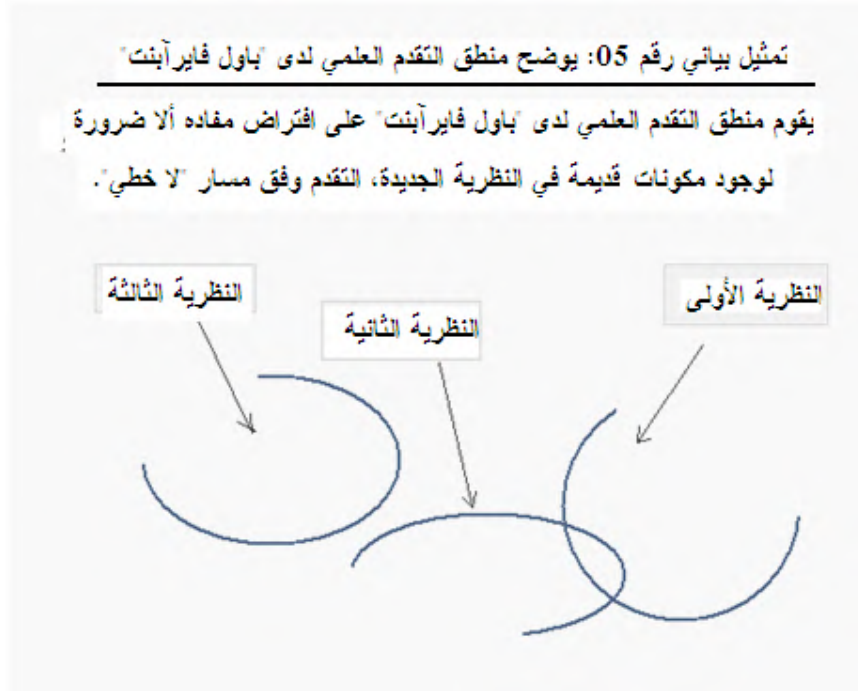 تمثيل بياني رقم 05: يوضح منطق التقدم العلمي لدى "باول فايرآبنت"
يقوم منطق التقدم العلمي لدى "باول فايرآبنت" على افتراض مفاده ألا ضرورة
لوجود مكونات قديمة في النظرية الجديدة، التقدم وفق مسار "لا خطي".
النظرية الأولى
النظرية الثانية
النظرية الثالثة